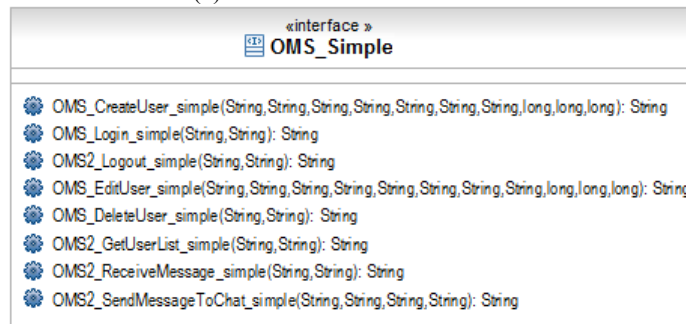 «interface »
OMS_Simple
OMS_CreateUser_simple(String,String,String,String,String,String,String,long,long,long): String
OMS_Login_simple(String,String): String
OMS2_Logout_simple(String,String): String
OMS_EditUser_simple(String,String,String,String,String,String,String,String,long,long,long): String
OMS_DeleteUser_simple(String,String): String
OMS2_GetUserList_simple(String,String): String
OMS2_ReceiveMessage_simple(String,String): String
OMS2_SendMessageToChat_simple(String,String,String,String): String